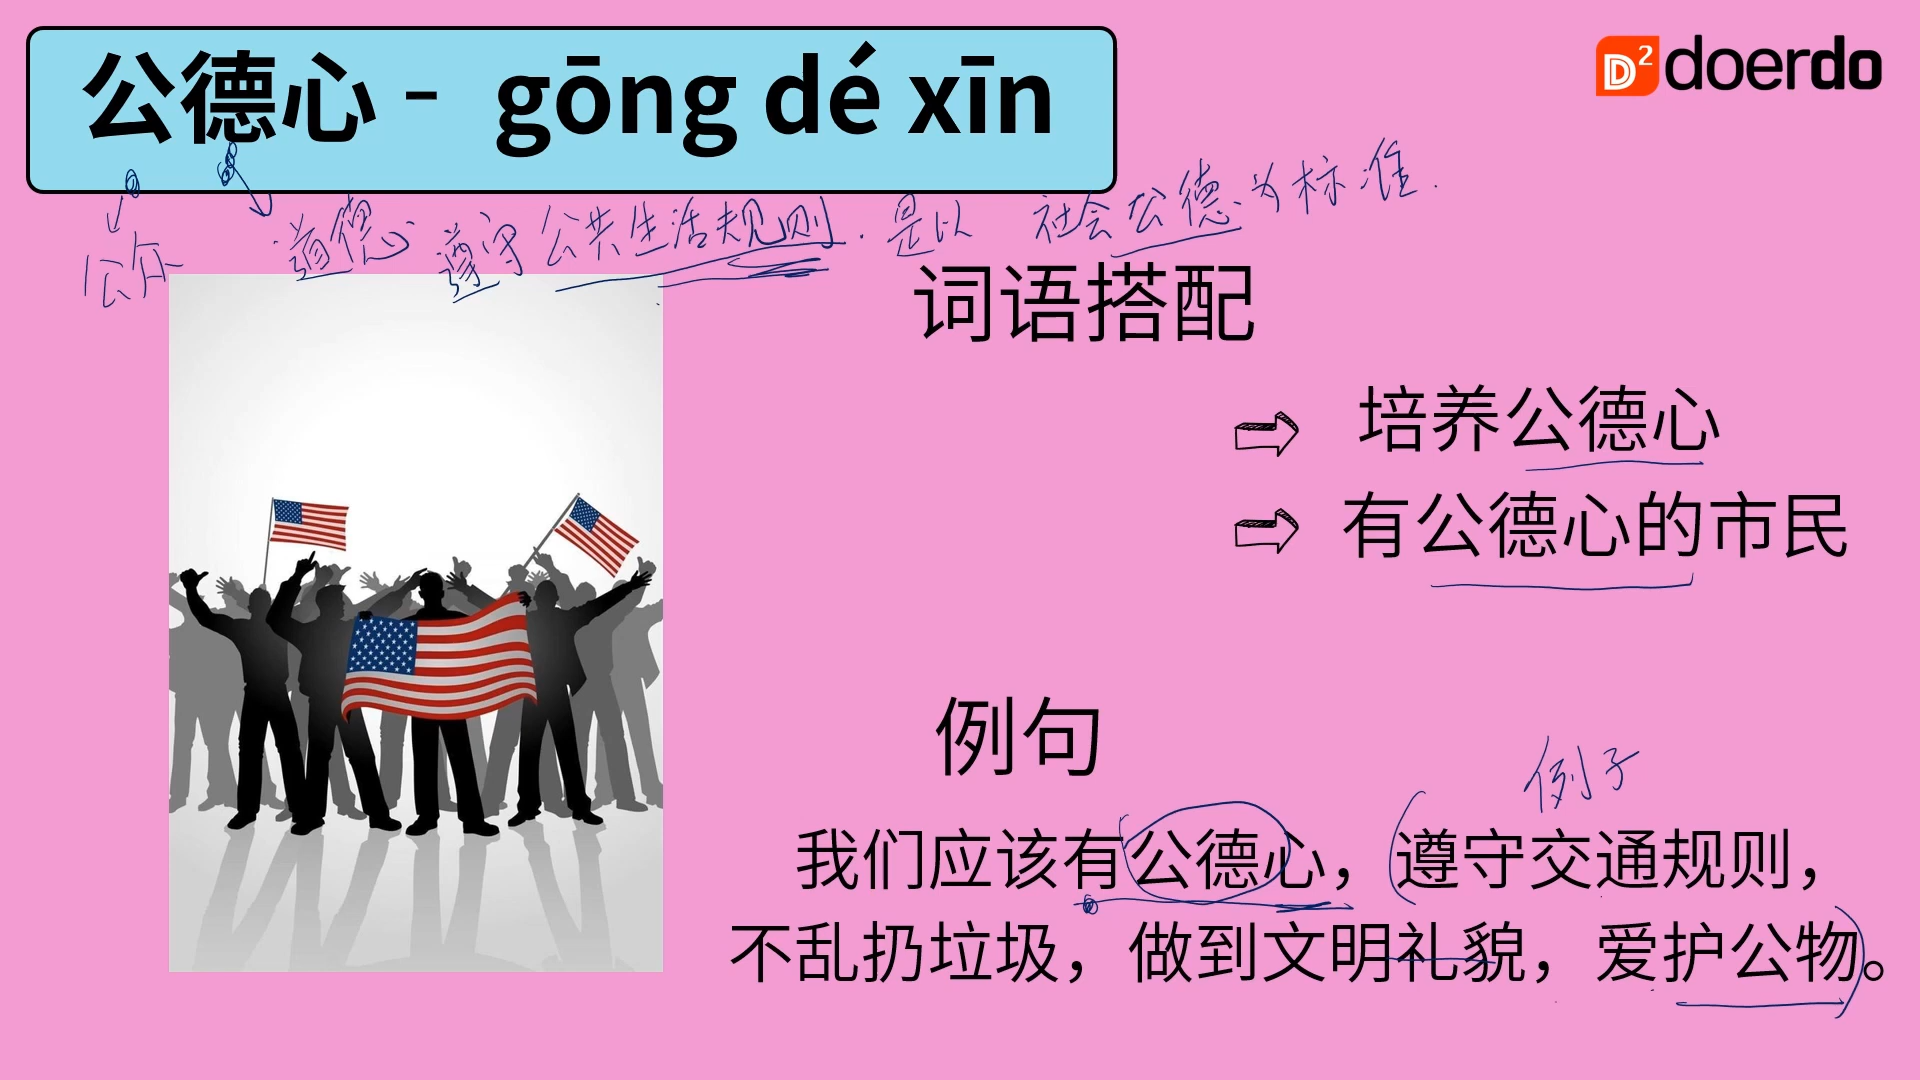 公德心 - gōng dé xīn
D² doerdo
公众 道德心 遵守公共生活规则. 是以 社会公德为标准.
词语搭配
⇨ 培养公德心
⇨ 有公德心的市民
例句
例子
我们应该有公德心，遵守交通规则，
不乱扔垃圾，做到文明礼貌，爱护公物。